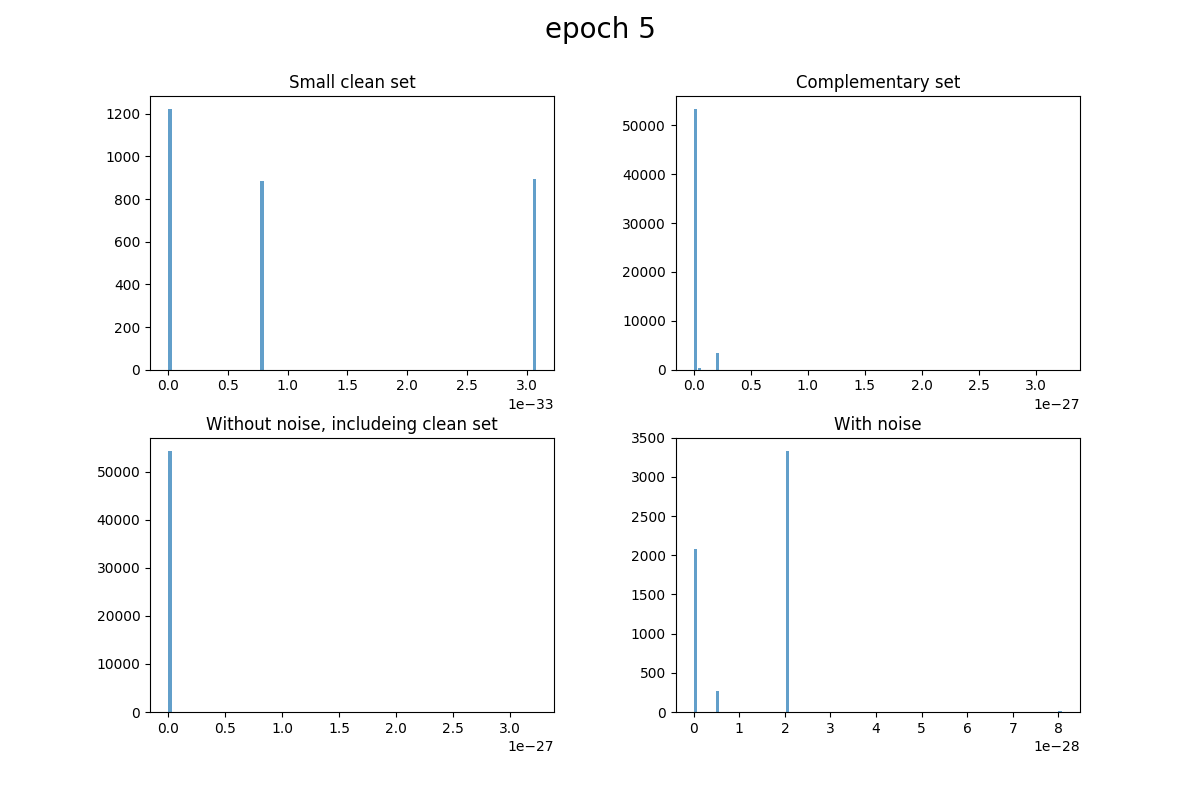 epoch 5
Small clean set
1200
1000
800
600
400
200
0
0.0 0.5 1.0 1.5 2.0 2.5 3.0
1e−33
Complementary set
50000
40000
30000
20000
10000
0
0.0 0.5 1.0 1.5 2.0 2.5 3.0
1e−27
Without noise, includeing clean set
50000
40000
30000
20000
10000
0
0.0 0.5 1.0 1.5 2.0 2.5 3.0
1e−27
With noise
3500
3000
2500
2000
1500
1000
500
0
0 1 2 3 4 5 6 7 8
1e−28